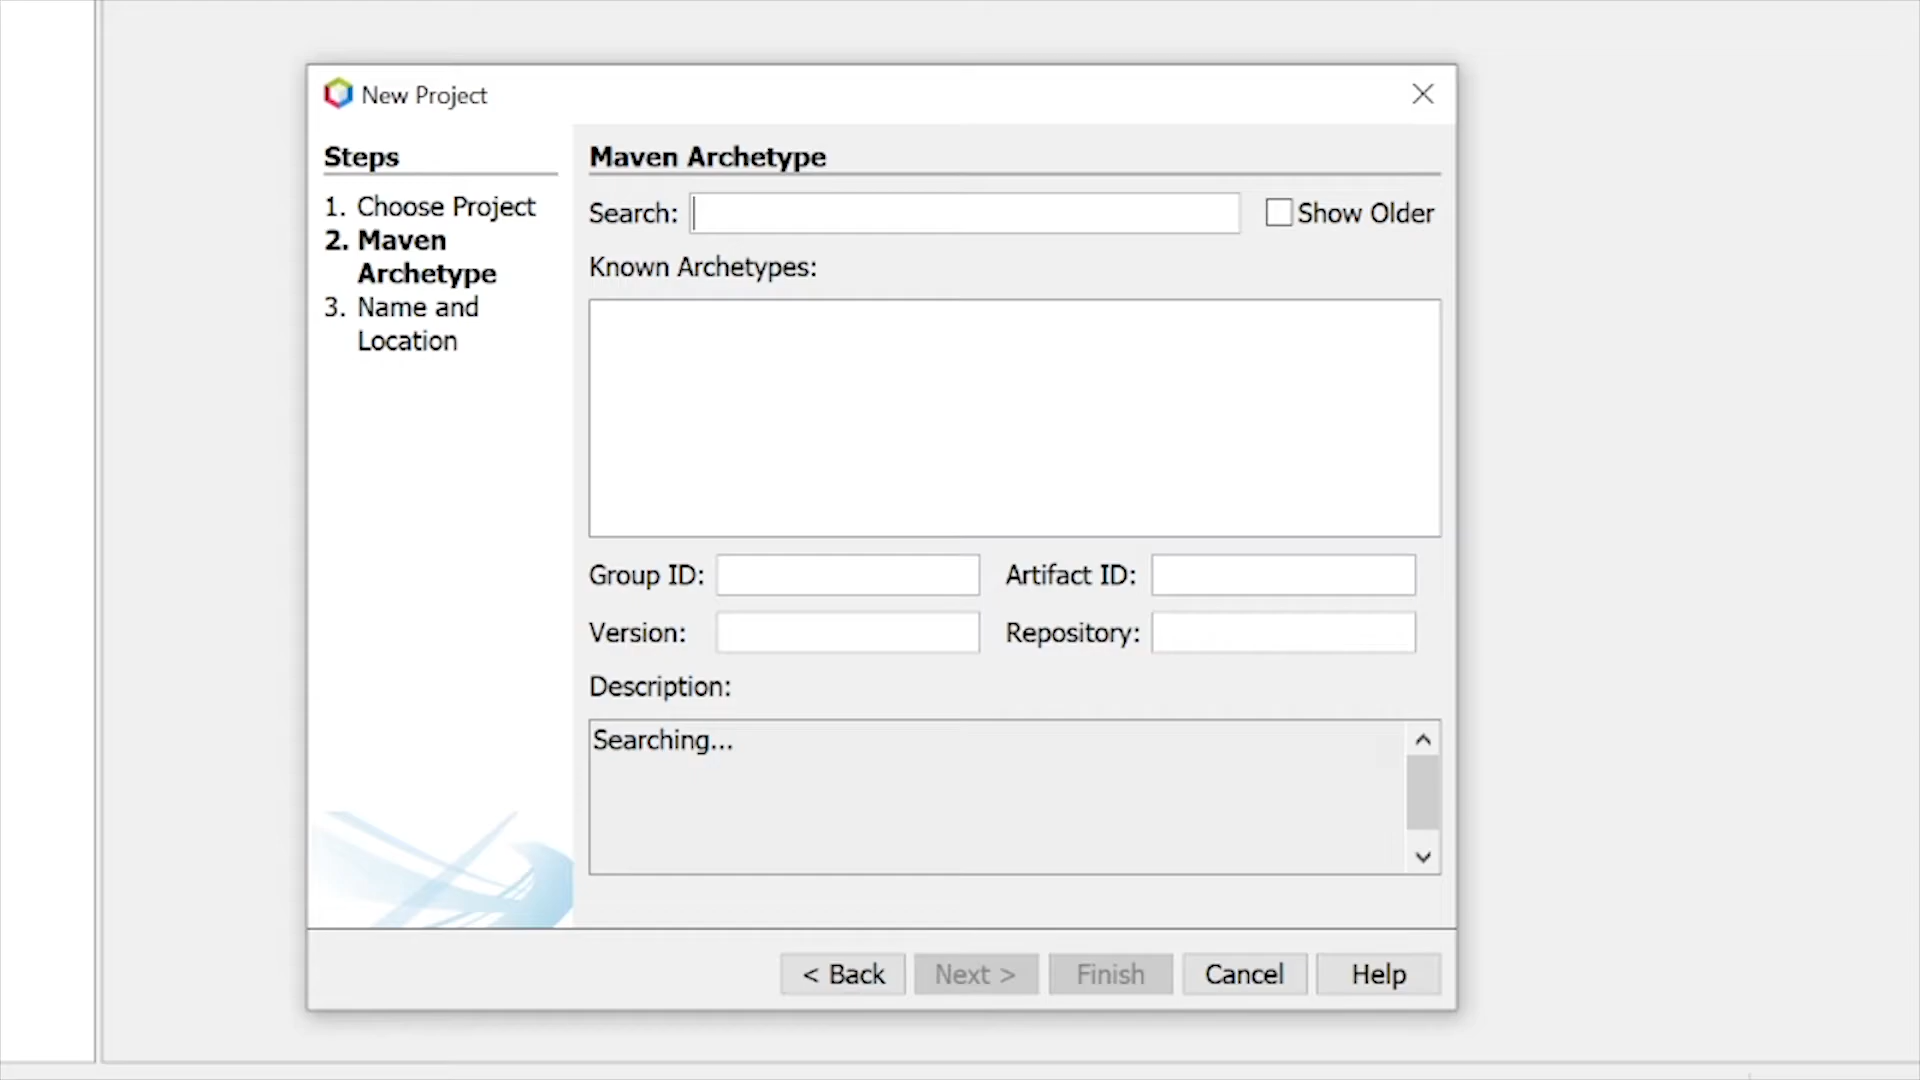 New Project
Steps
1. Choose Project
2. Maven
Archetype
3. Name and
Location
Maven Archetype
Search:
Show Older
Known Archetypes:
Group ID:
Artifact ID:
Version:
Repository:
Description:
Searching...
< Back
Next >
Finish
Cancel
Help